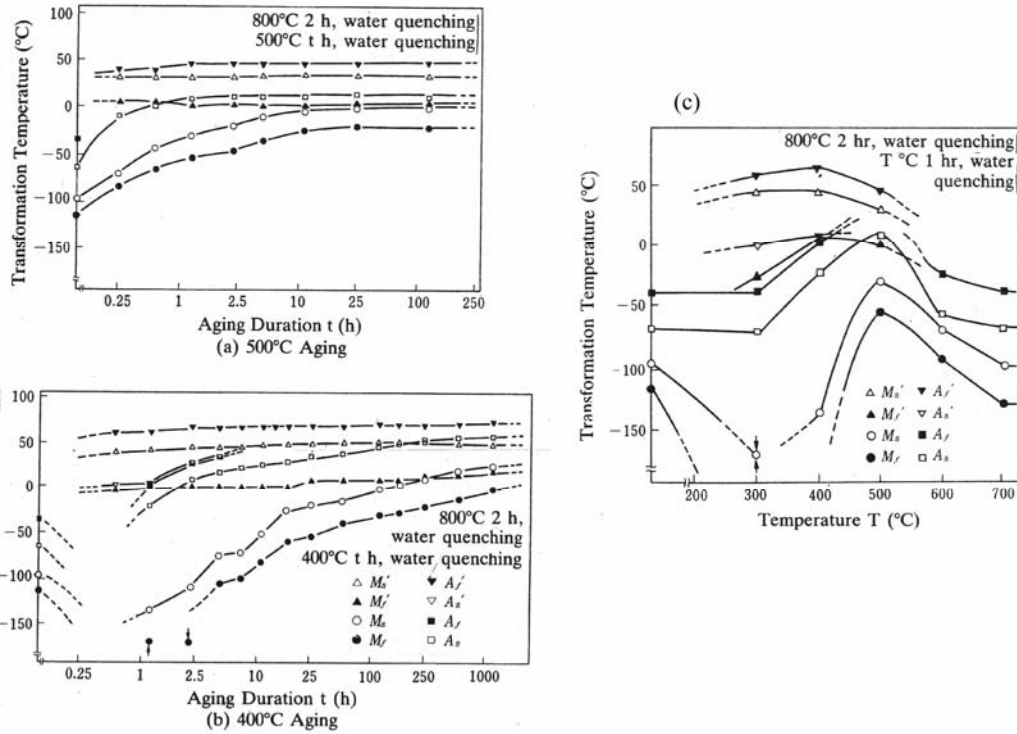 100
50
0
−50
−100
−150
Transformation Temperature (°C)
800°C 2 h, water quenching
500°C t h, water quenching
0.25
1
2.5
10
25
100
250
Aging Duration t (h)
(a) 500°C Aging
100
50
0
−50
−100
−150
Transformation Temperature (°C)
800°C 2 h,
water quenching
400°C t h, water quenching
Ms′ Af′
Mf′ As′
Ms Af
Mf As
0.25
1
2.5
10
25
100
250
1000
Aging Duration t (h)
(b) 400°C Aging
(c)
800°C 2 hr, water quenching
T °C 1 hr, water
quenching
50
0
−50
−100
−150
Transformation Temperature (°C)
Ms′ Af′
Mf′ As′
Ms Af
Mf As
200
300
400
500
600
700
Temperature T (°C)